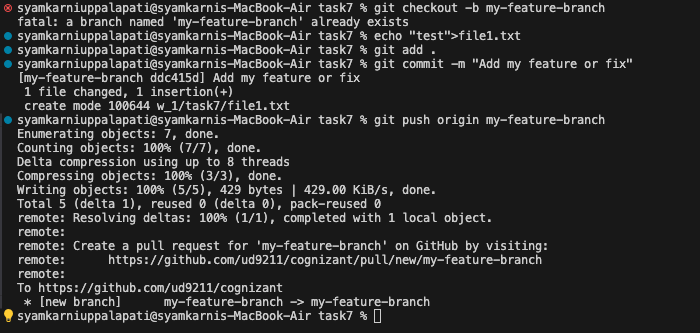 syamkarniuppalapati@syamkarnis-MacBook-Air task7 % git checkout -b my-feature-branch
fatal: a branch named 'my-feature-branch' already exists
syamkarniuppalapati@syamkarnis-MacBook-Air task7 % echo "test">file1.txt
syamkarniuppalapati@syamkarnis-MacBook-Air task7 % git add .
syamkarniuppalapati@syamkarnis-MacBook-Air task7 % git commit -m "Add my feature or fix"
[my-feature-branch ddc415d] Add my feature or fix
 1 file changed, 1 insertion(+)
 create mode 100644 w_1/task7/file1.txt
syamkarniuppalapati@syamkarnis-MacBook-Air task7 % git push origin my-feature-branch
Enumerating objects: 7, done.
Counting objects: 100% (7/7), done.
Delta compression using up to 8 threads
Compressing objects: 100% (3/3), done.
Writing objects: 100% (5/5), 429 bytes | 429.00 KiB/s, done.
Total 5 (delta 1), reused 0 (delta 0), pack-reused 0
remote: Resolving deltas: 100% (1/1), completed with 1 local object.
remote:
remote: Create a pull request for 'my-feature-branch' on GitHub by visiting:
remote:      https://github.com/ud9211/cognizant/pull/new/my-feature-branch
remote:
To https://github.com/ud9211/cognizant
 * [new branch]      my-feature-branch -> my-feature-branch
syamkarniuppalapati@syamkarnis-MacBook-Air task7 %